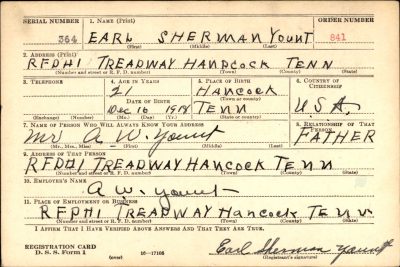 SERIAL NUMBER 1. NAME (Print) ORDER NUMBER
364 EARL SHERMAN YOUNT 841
(First) (Middle) (Last)
2. ADDRESS (Print)
RFDH1 TREADWAY HANDCOCK TENN
(Number and street or R. F. D. number) (Town) (County) (State)
3. TELEPHONE 4. AGE IN YEARS 5. PLACE OF BIRTH 6. COUNTRY OF CITIZENSHIP
21 Hancock
DATE OF BIRTH (Town or county)
Dec. 16 1918 TENN U.S.A.
(Exchange) (Number) (Mo.) (Day) (Yr.) (State or country)
7. NAME OF PERSON WHO WILL ALWAYS KNOW YOUR ADDRESS 8. RELATIONSHIP OF THAT PERSON
Mr A. W. Yount FATHER
(Mr., Mrs., Miss) (First) (Middle) (Last)
9. ADDRESS OF THAT PERSON
RFDH1 TREADWAY HANCOCK TENN
(Number and street or R. F. D. number) (Town) (County) (State)
10. EMPLOYER'S NAME
A. W. Yount
11. PLACE OF EMPLOYMENT OR BUSINESS
RFDH1 TREADWAY Hancock TENN
(Number and street or R. F. D. number) (Town) (County) (State)
I AFFIRM THAT I HAVE VERIFIED ABOVE ANSWERS AND THAT THEY ARE TRUE.
REGISTRATION CARD
D. S. S. Form 1 (over) 16—17105 Earl Sherman Yount
(Registrant's signature)